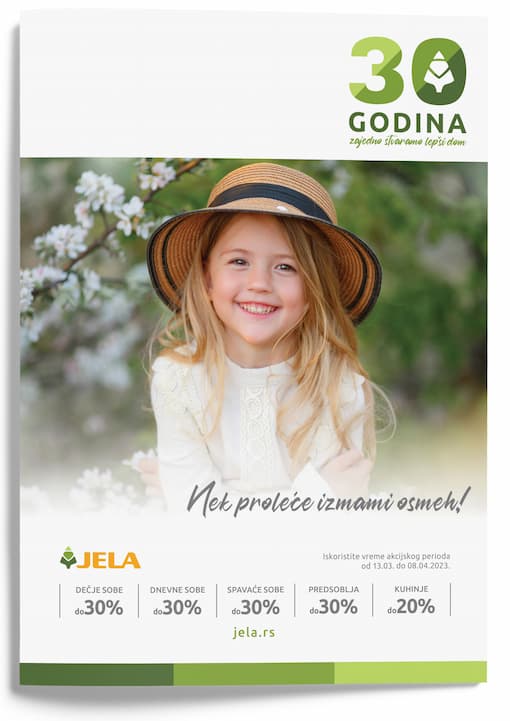 30
GODINA
zajedno stvaramo lepši dom
Nek proleće izmami osmeh!
JELA
Iskoristite vreme akcijskog perioda
od 13.03. do 08.04.2023.
DEČJE SOBE
do30%
DNEVNE SOBE
do30%
SPAVAĆE SOBE
do30%
PREDSOBLJA
do30%
KUHINJE
do20%
jela.rs